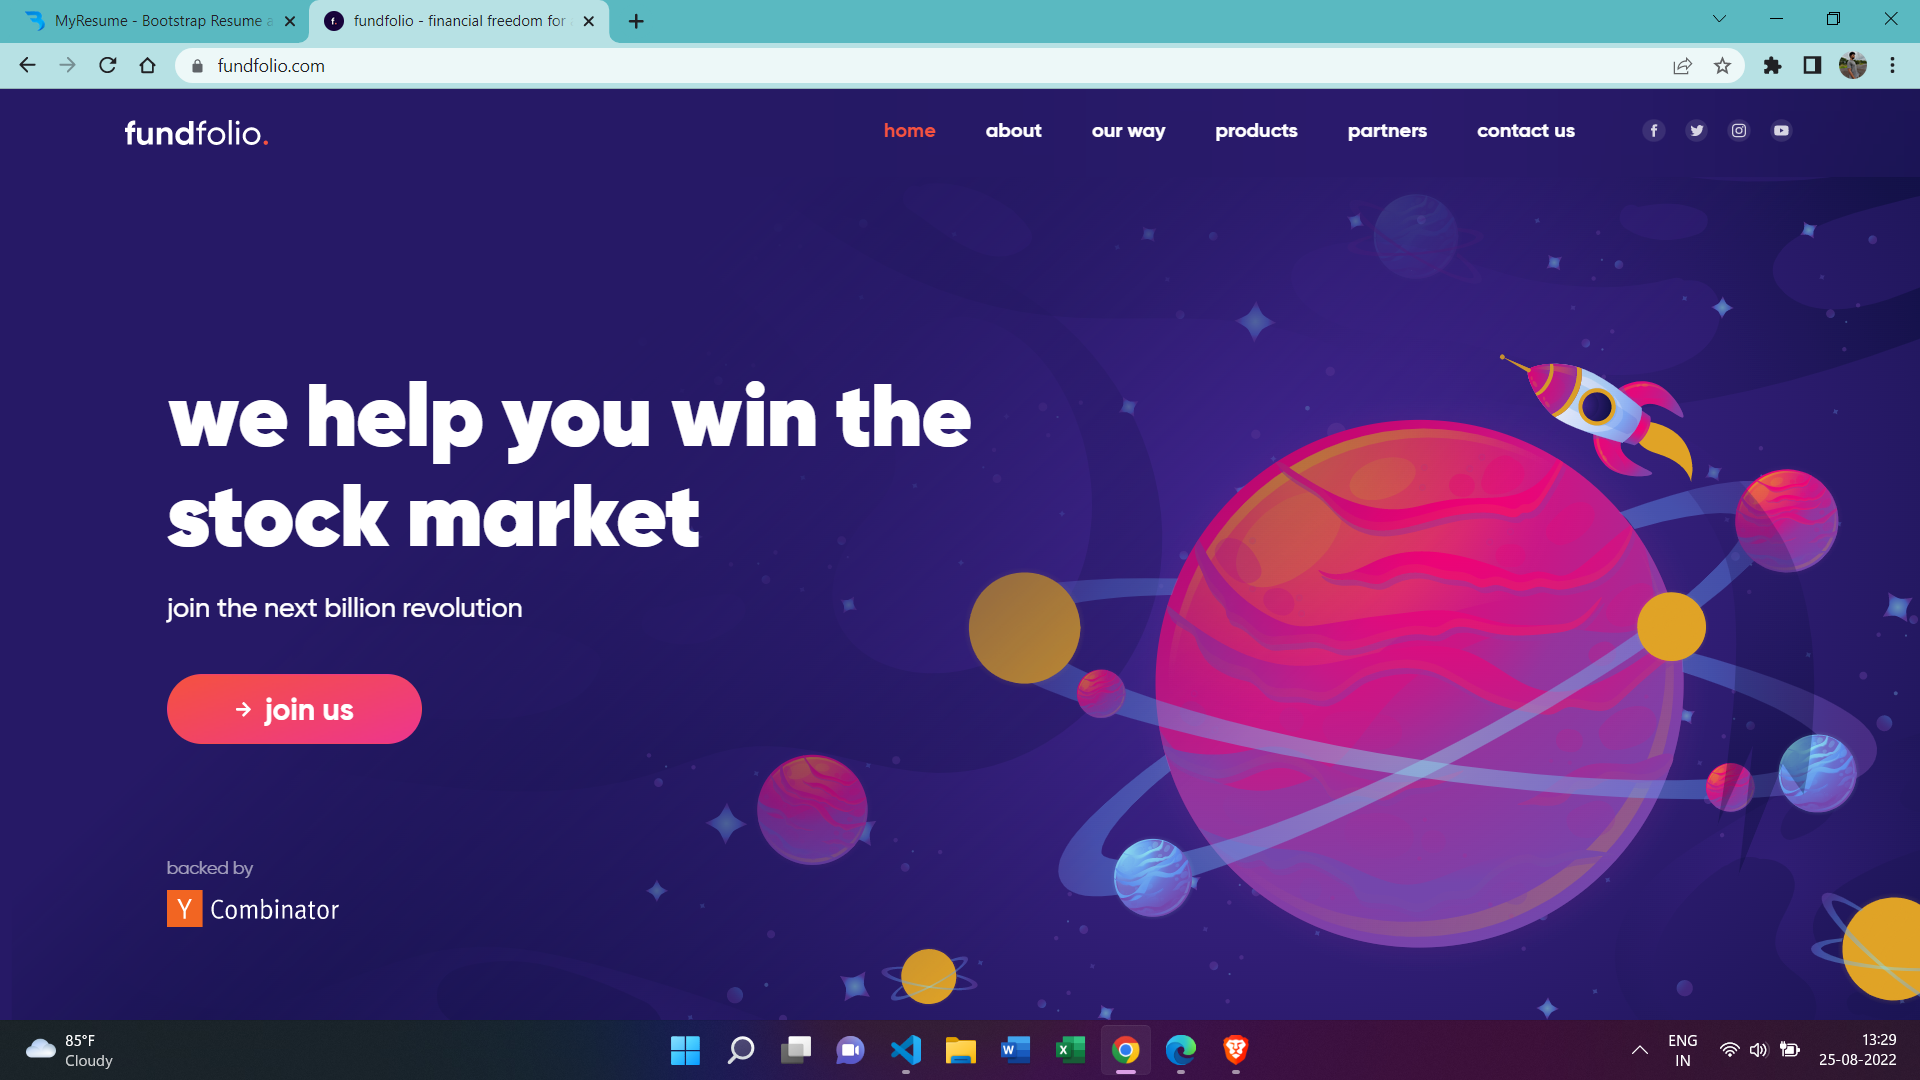 MyResume - Bootstrap Resume a
fundfolio - financial freedom for
fundfolio.com
fundfolio.
home
about
our way
products
partners
contact us
we help you win the
stock market
join the next billion revolution
→ join us
backed by
Y Combinator
85°F
Cloudy
ENG
IN
13:29
25-08-2022